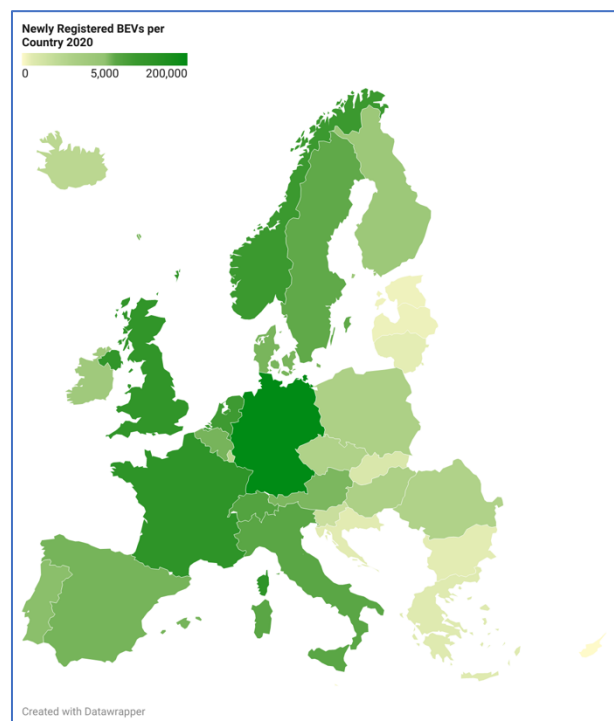 Newly Registered BEVs per
Country 2020
0 5,000 200,000
Created with Datawrapper